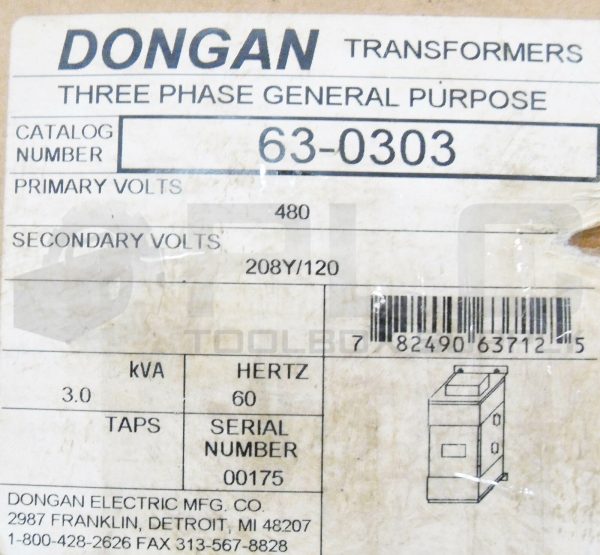 DONGAN TRANSFORMERS
THREE PHASE GENERAL PURPOSE
CATALOG NUMBER 63-0303
PRIMARY VOLTS
480
SECONDARY VOLTS
208Y/120
PLC
TOOLBOX
7 82490 63712 5
kVA
3.0
HERTZ
60
TAPS
SERIAL NUMBER
00175
DONGAN ELECTRIC MFG. CO.
2987 FRANKLIN, DETROIT, MI 48207
1-800-428-2626 FAX 313-567-8828